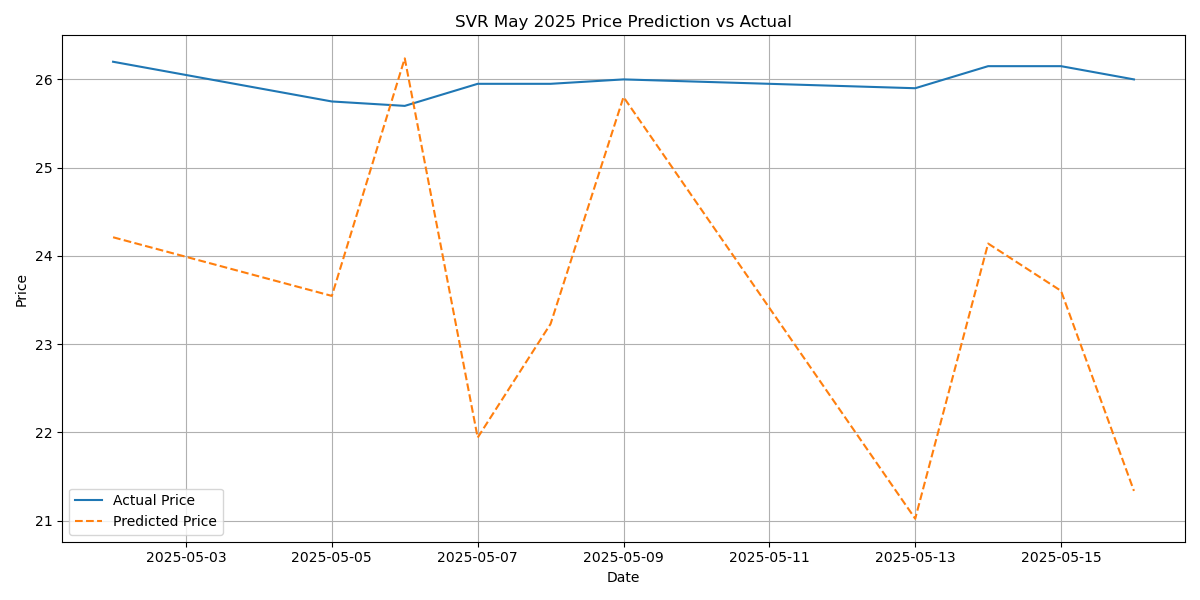 SVR May 2025 Price Prediction vs Actual
Price
26
25
24
23
22
21
Actual Price
Predicted Price
2025-05-03 2025-05-05 2025-05-07 2025-05-09 2025-05-11 2025-05-13 2025-05-15
Date